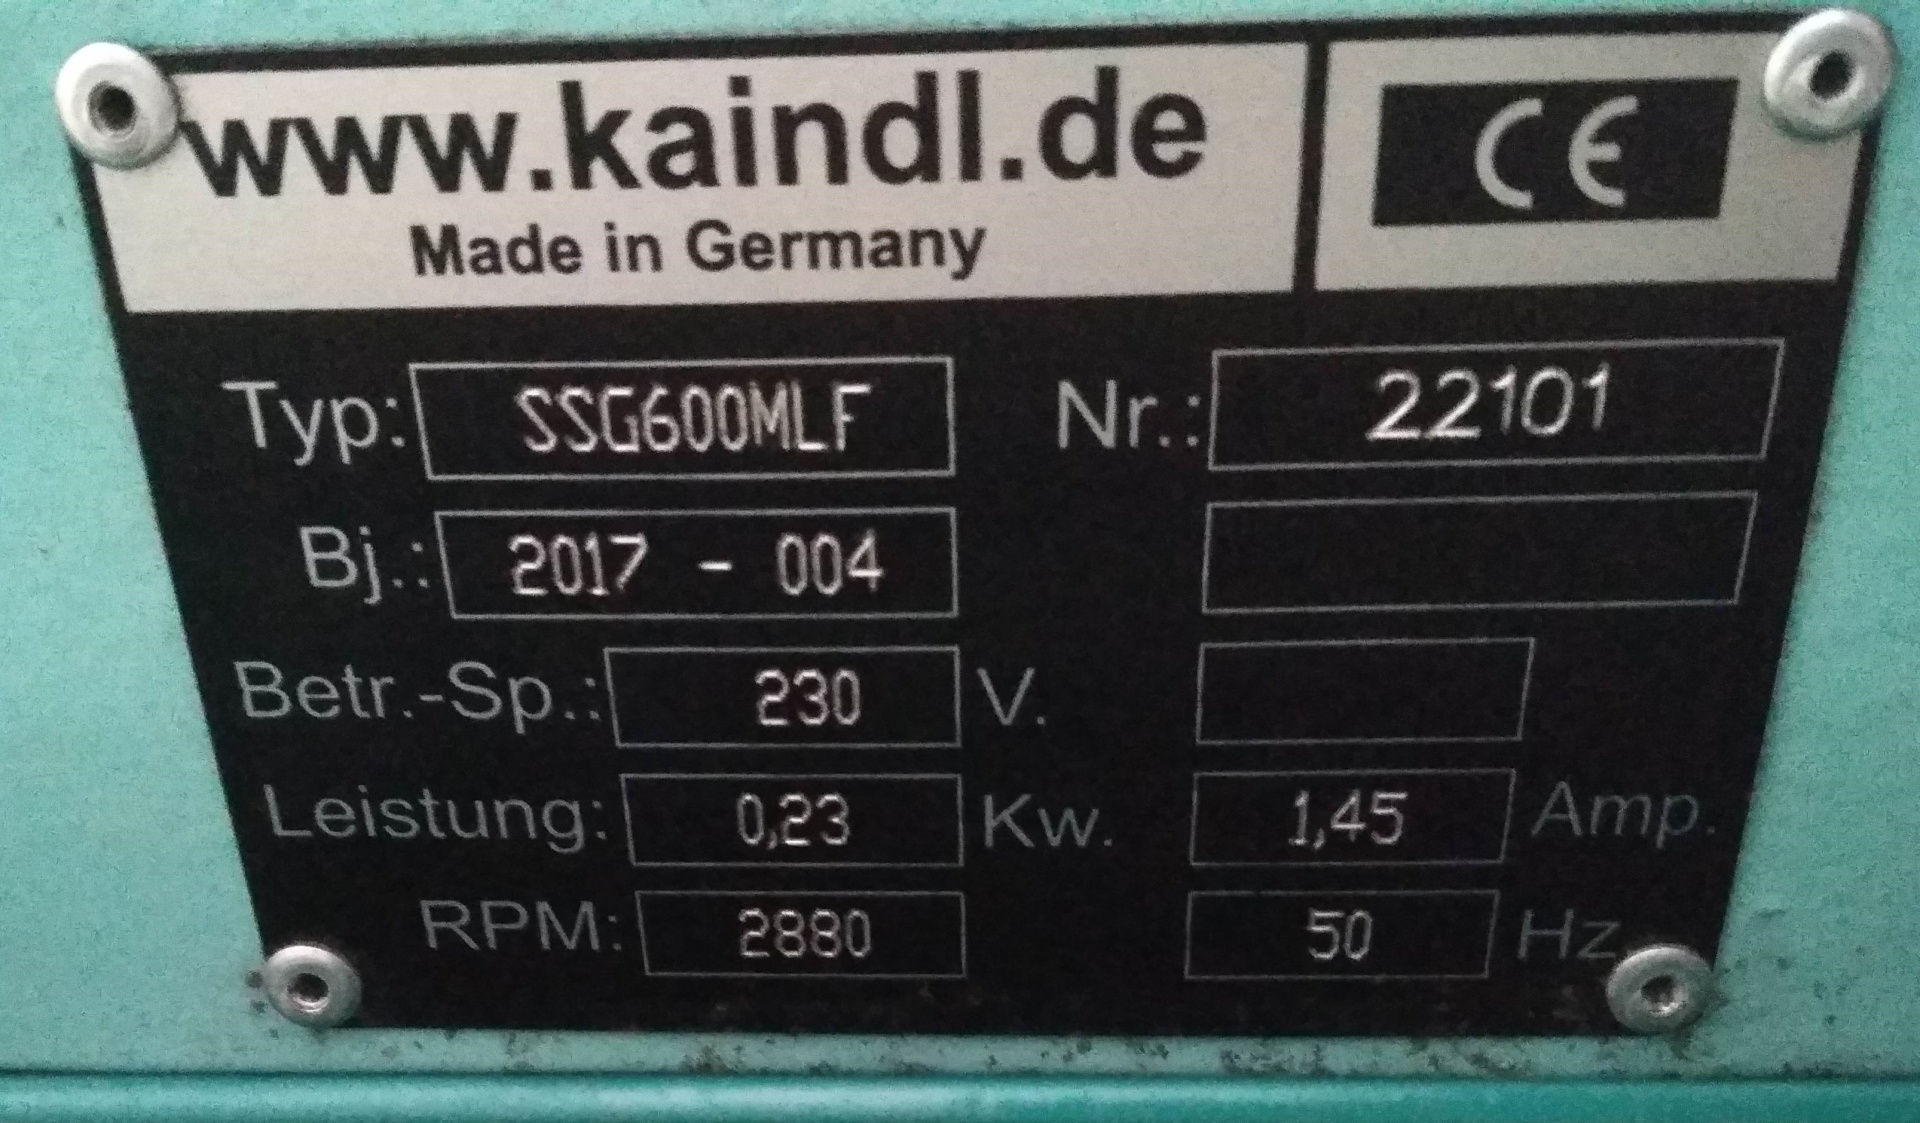 www.kaindl.de
Made in Germany
CE
Typ: SSG600MLF Nr.: 22101
Bj.: 2017 - 004
Betr.-Sp.: 230 V.
Leistung: 0,23 Kw. 1,45 Amp.
RPM: 2880 50 Hz